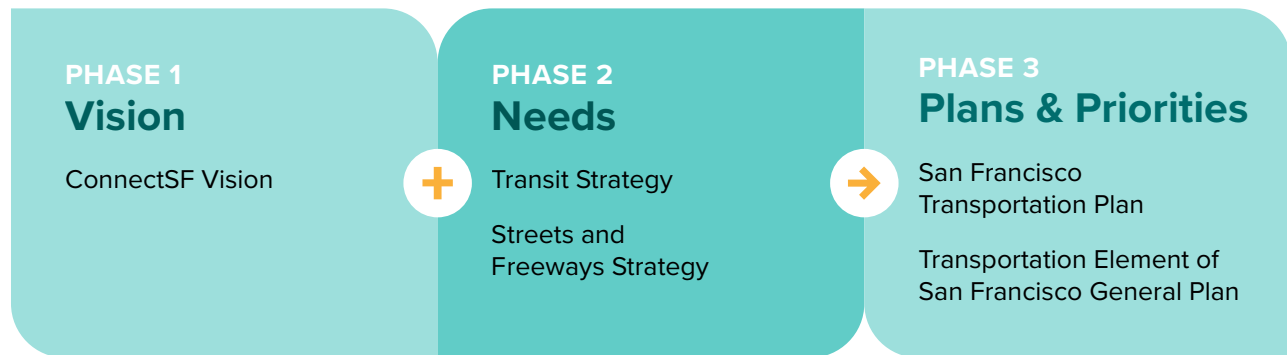 PHASE 1
Vision
ConnectSF Vision
PHASE 2
Needs
Transit Strategy
Streets and
Freeways Strategy
PHASE 3
Plans & Priorities
San Francisco
Transportation Plan
Transportation Element of
San Francisco General Plan